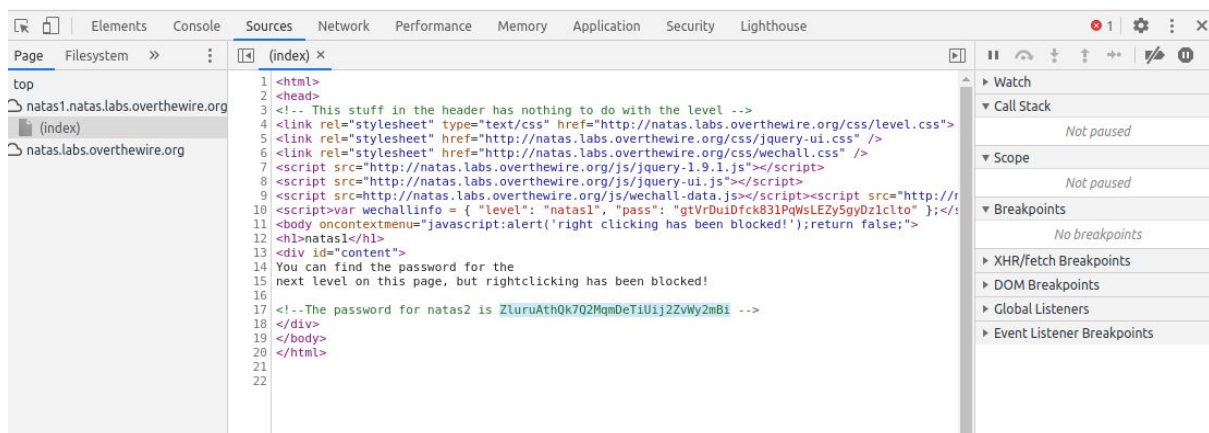 Elements Console Sources Network Performance Memory Application Security Lighthouse 1
Page Filesystem » (index) ×
top
natas1.natas.labs.overthewire.org
(index)
natas.labs.overthewire.org
1 <html>
2 <head>
3 <!-- This stuff in the header has nothing to do with the level -->
4 <link rel="stylesheet" type="text/css" href="http://natas.labs.overthewire.org/css/level.css">
5 <link rel="stylesheet" href="http://natas.labs.overthewire.org/css/jquery-ui.css" />
6 <link rel="stylesheet" href="http://natas.labs.overthewire.org/css/wechall.css" />
7 <script src="http://natas.labs.overthewire.org/js/jquery-1.9.1.js"></script>
8 <script src="http://natas.labs.overthewire.org/js/jquery-ui.js"></script>
9 <script src=http://natas.labs.overthewire.org/js/wechall-data.js></script><script src="http://
10 <script>var wechallinfo = { "level": "natas1", "pass": "gtVrDuiDfck831PqWsLEZy5gyDz1clto" };</
11 <body oncontextmenu="javascript:alert('right clicking has been blocked!');return false;">
12 <h1>natas1</h1>
13 <div id="content">
14 You can find the password for the
15 next level on this page, but rightclicking has been blocked!
16
17 <!--The password for natas2 is ZluruAthQk7Q2MqmDeTiUij2ZvWy2mBi -->
18 </div>
19 </body>
20 </html>
21
22
Watch
Call Stack
Not paused
Scope
Not paused
Breakpoints
No breakpoints
XHR/fetch Breakpoints
DOM Breakpoints
Global Listeners
Event Listener Breakpoints